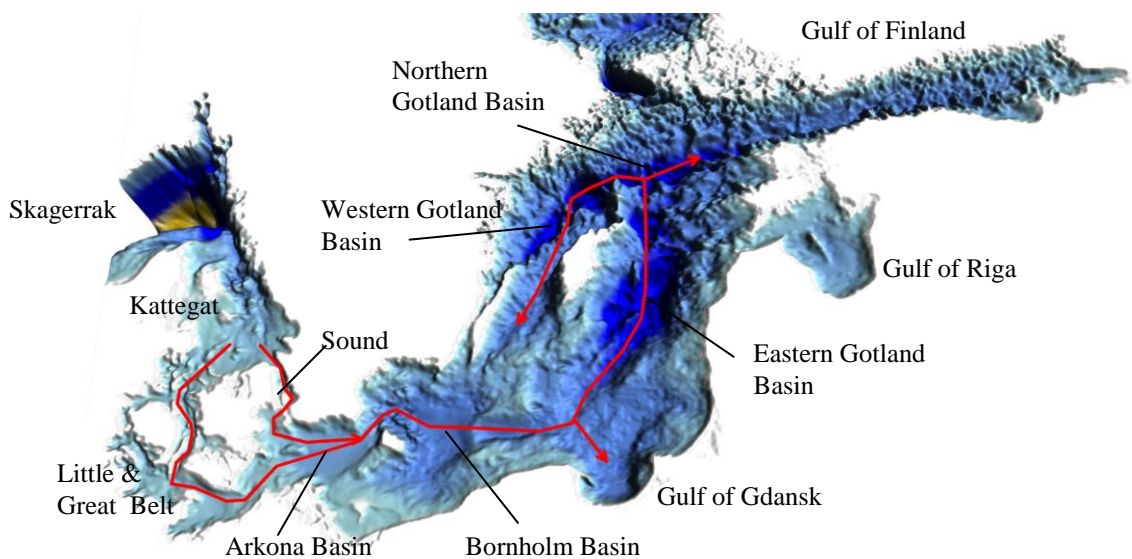 Gulf of Finland
Northern
Gotland Basin
Skagerrak
Western Gotland
Basin
Gulf of Riga
Kattegat
Sound
Eastern Gotland
Basin
Little &
Great Belt
Gulf of Gdansk
Arkona Basin
Bornholm Basin